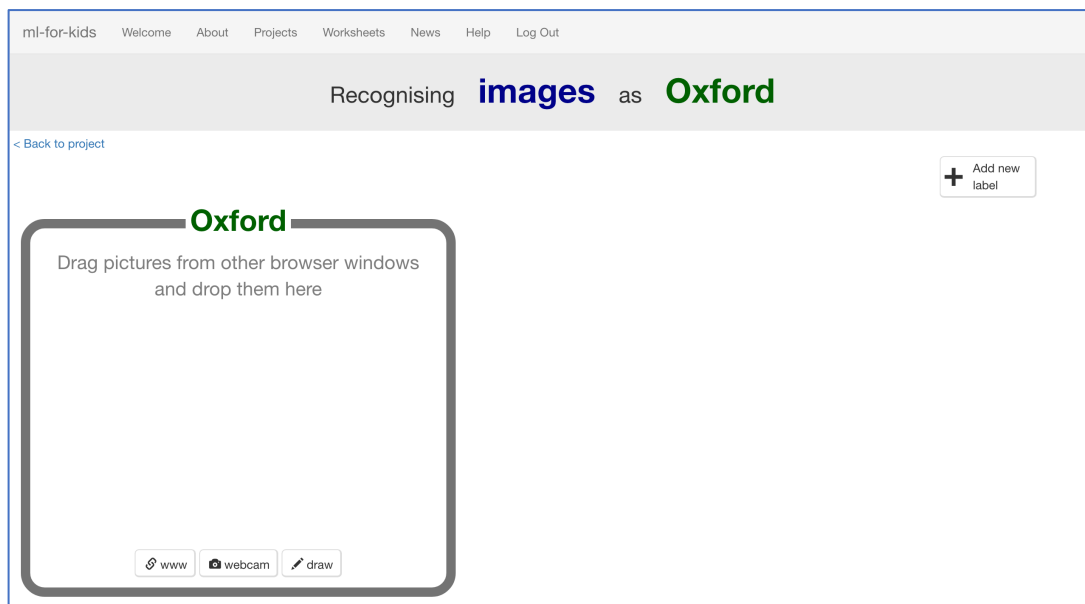 ml-for-kids Welcome About Projects Worksheets News Help Log Out
Recognising images as Oxford
< Back to project
Add new
label
Oxford
Drag pictures from other browser windows
and drop them here
www webcam draw